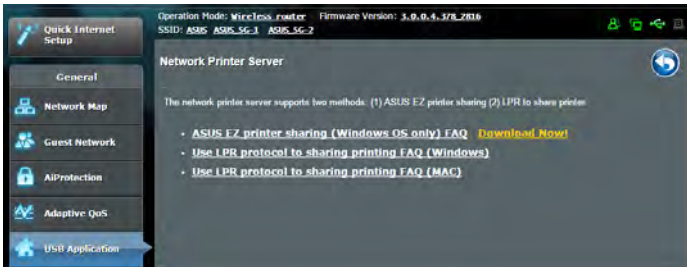 Operation Mode: Wireless router Firmware Version: 3.0.0.4.378_2816
SSID: ASUS ASUS_5G-1 ASUS_5G-2
Quick Internet
Setup
General
Network Map
Guest Network
AiProtection
Adaptive QoS
USB Application
Network Printer Server
The network printer server supports two methods: (1) ASUS EZ printer sharing (2) LPR to share printer
• ASUS EZ printer sharing (Windows OS only) FAQ Download Now!
• Use LPR protocol to sharing printing FAQ (Windows)
• Use LPR protocol to sharing printing FAQ (MAC)